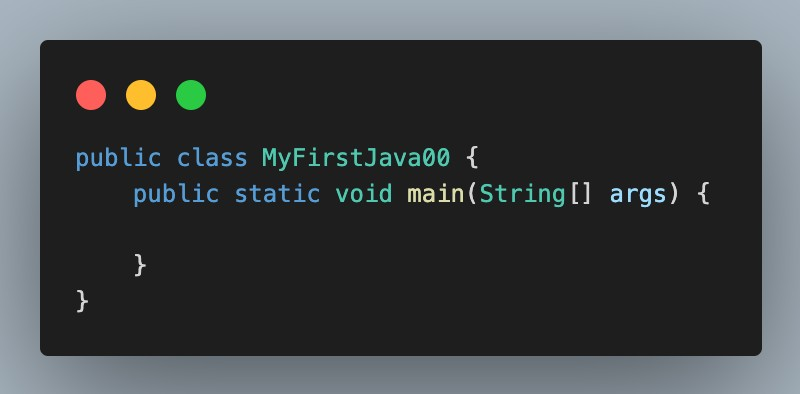 public class MyFirstJava00 {
    public static void main(String[] args) {

    }
}